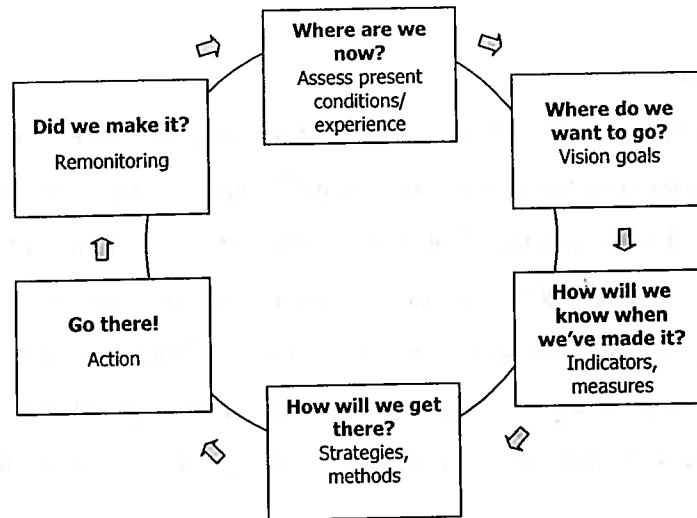 Where are we
now?
Assess present
conditions/
experience
Where do we
want to go?
Vision goals
How will we
know when
we've made it?
Indicators,
measures
How will we get
there?
Strategies,
methods
Go there!
Action
Did we make it?
Remonitoring